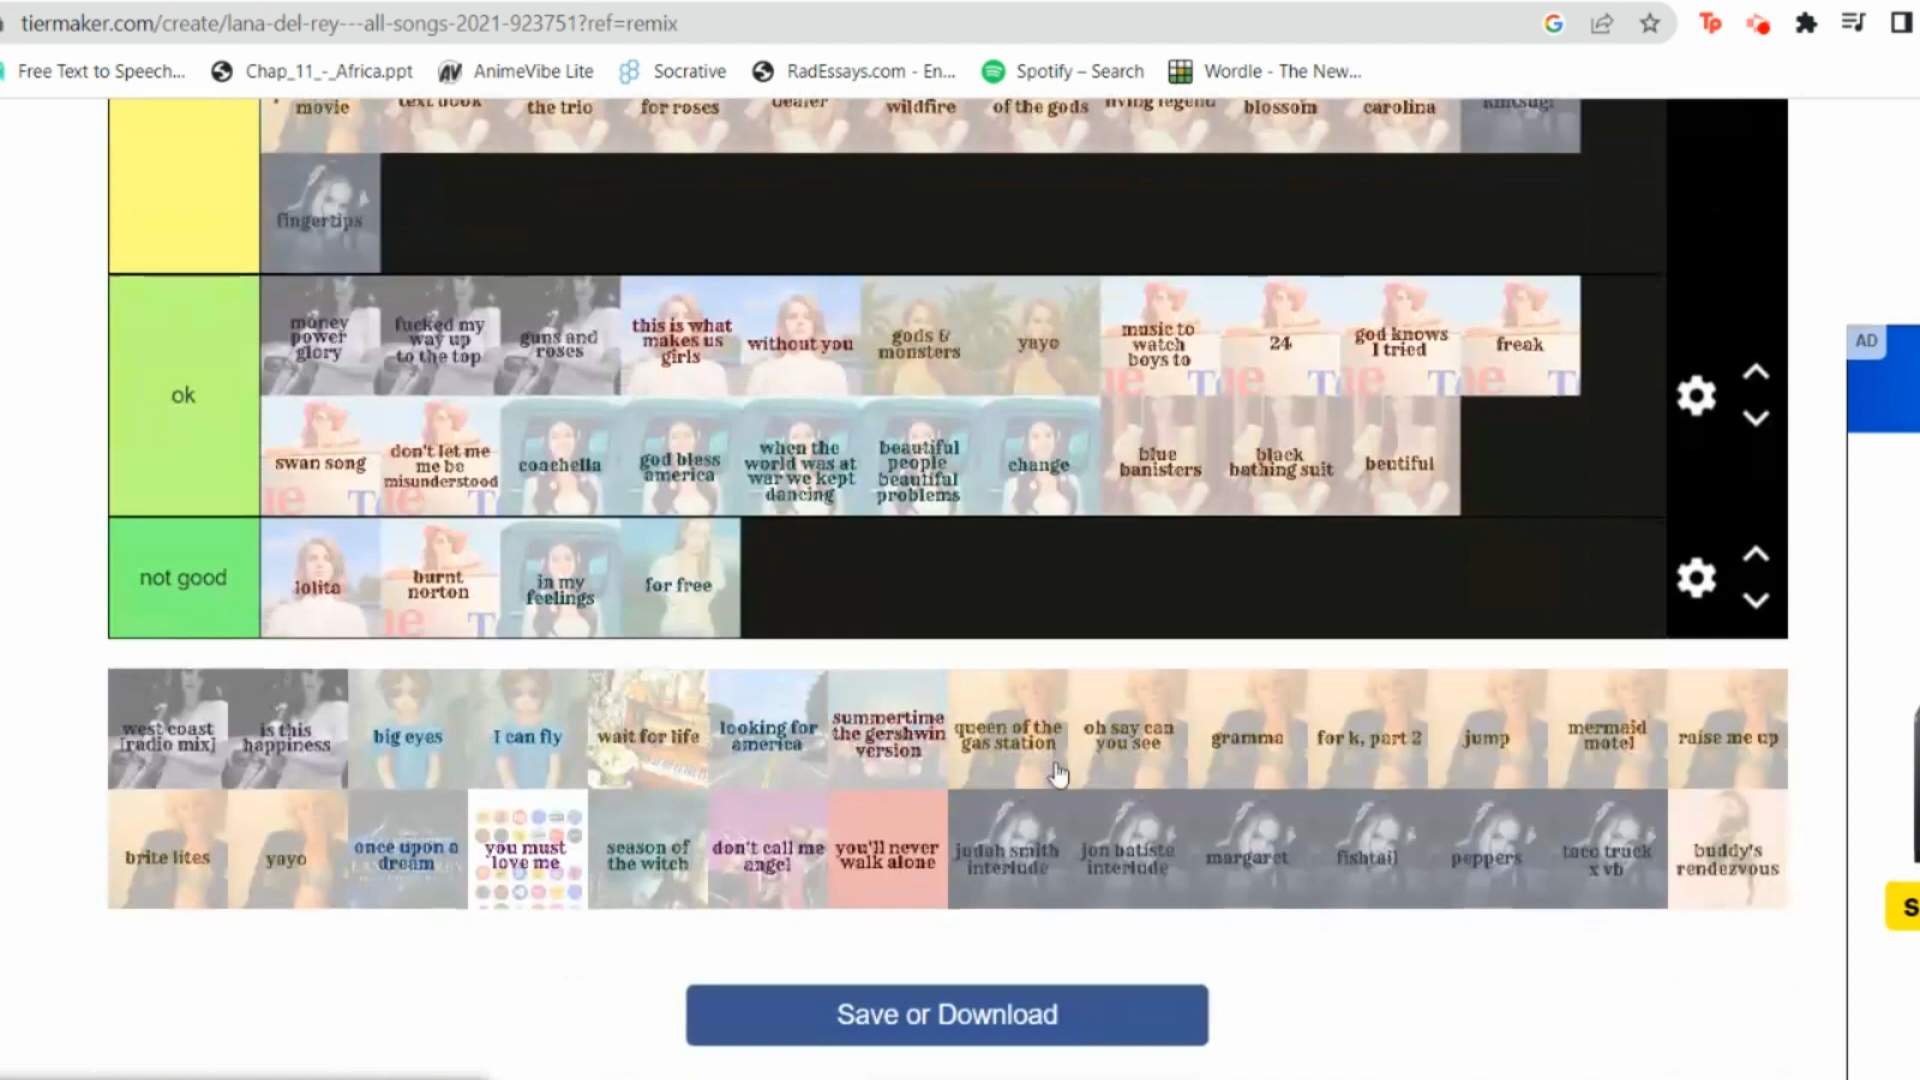 tiermaker.com/create/lana-del-rey---all-songs-2021-923751?ref=remix
Tp
Free Text to Speech...
Chap_11_-_Africa.ppt
AV
AnimeVibe Lite
Socrative
RadEssays.com - En...
Spotify – Search
Wordle - The New...
movie
text book
the trio
for roses
dealer
wildfire
of the gods
living legend
blossom
carolina
kintsugi
fingertips
ok
money
power
glory
fucked my
way up
to the top
guns and
roses
this is what
makes us
girls
without you
gods &
monsters
yayo
music to
watch
boys to
24
god knows
I tried
freak
swan song
don't let me
me be
misunderstood
coachella
god bless
america
when the
world was at
war we kept
dancing
beautiful
people
beautiful
problems
change
blue
banisters
black
bathing suit
beutiful
not good
lolita
burnt
norton
in my
feelings
for free
AD
west coast
[radio mix]
is this
happiness
big eyes
I can fly
wait for life
looking for
america
summertime
the gershwin
version
queen of the
gas station
oh say can
you see
gramma
for k, part 2
jump
mermaid
motel
raise me up
brite lites
yayo
once upon a
dream
you must
love me
season of
the witch
don't call me
angel
you'll never
walk alone
judah smith
interlude
jon batiste
interlude
margaret
fishtail
peppers
taco truck
x vb
buddy's
rendezvous
S
Save or Download